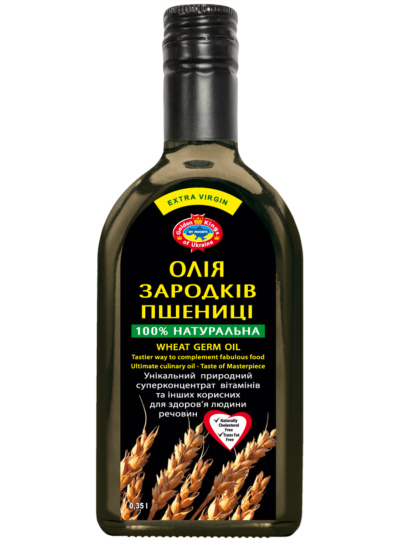 EXTRA VIRGIN
Golden Kings
of Ukraine
ОЛІЯ
ЗАРОДКІВ
ПШЕНИЦІ
100% НАТУРАЛЬНА
WHEAT GERM OIL
Tastier way to complement fabulous food
Ultimate culinary oil - Taste of Masterpiece
Унікальний природний
суперконцентрат вітамінів
та інших корисних
для здоров'я людини
речовин
Naturally
Cholesterol
Free
Trans Fat
Free
0,35 l